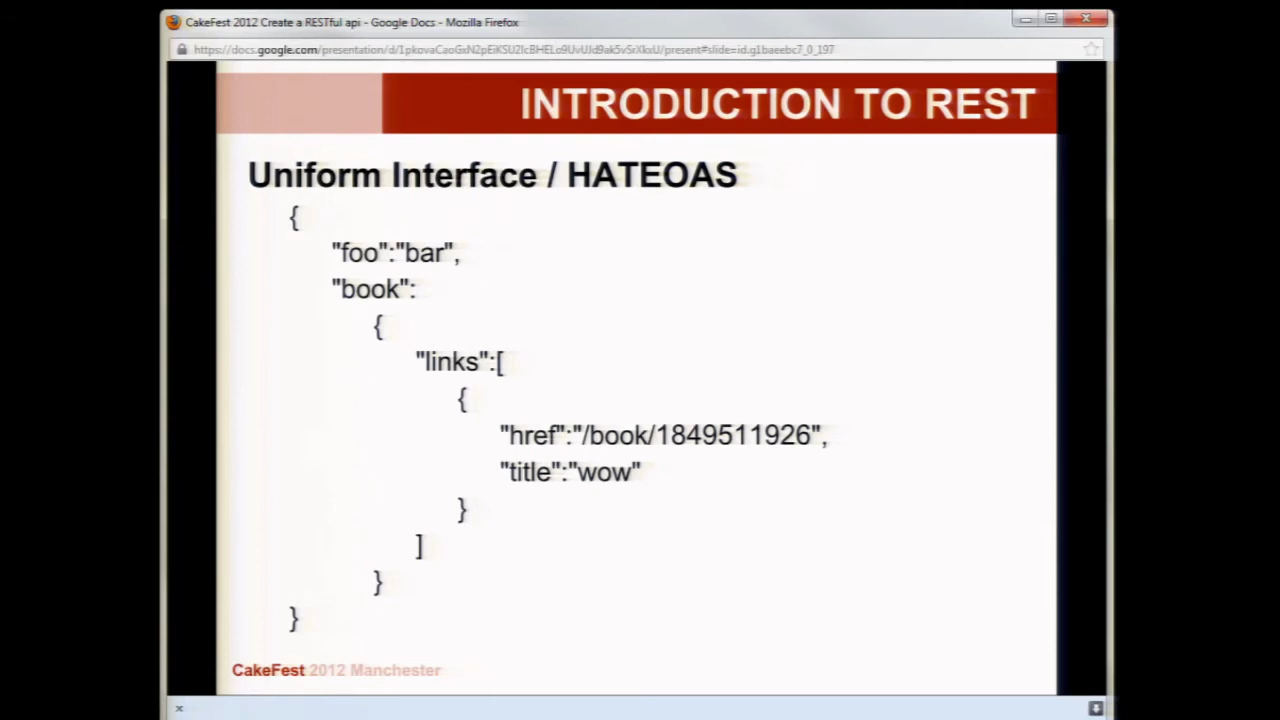 CakeFest 2012 Create a RESTful api - Google Docs - Mozilla Firefox
INTRODUCTION TO REST
Uniform Interface / HATEOAS
{
"foo":"bar",
"book":
{
"links":[
{
"href":"/book/1849511926",
"title":"wow"
}
]
}
}
CakeFest 2012 Manchester